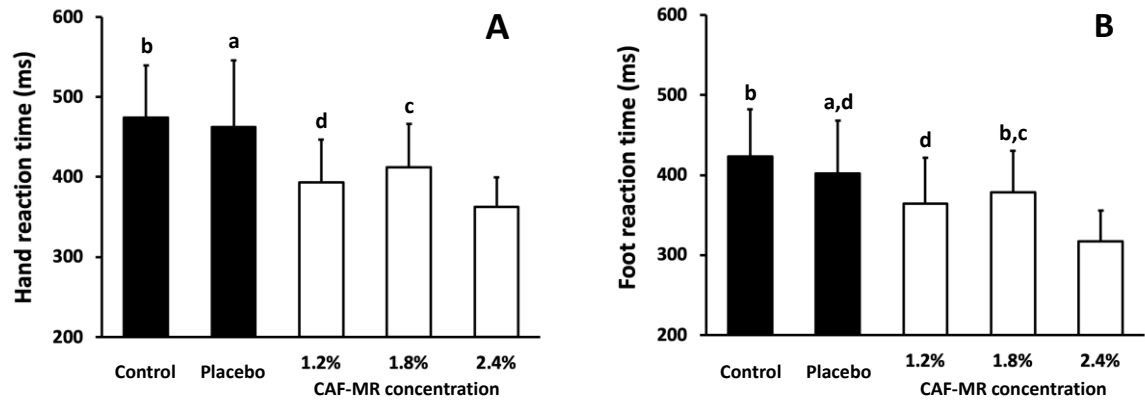 A
Hand reaction time (ms)
600
500
400
300
200
b
a
d
c
Control Placebo 1.2% 1.8% 2.4%
CAF-MR concentration
B
Foot reaction time (ms)
600
500
400
300
200
b
a,d
d
b,c
Control Placebo 1.2% 1.8% 2.4%
CAF-MR concentration